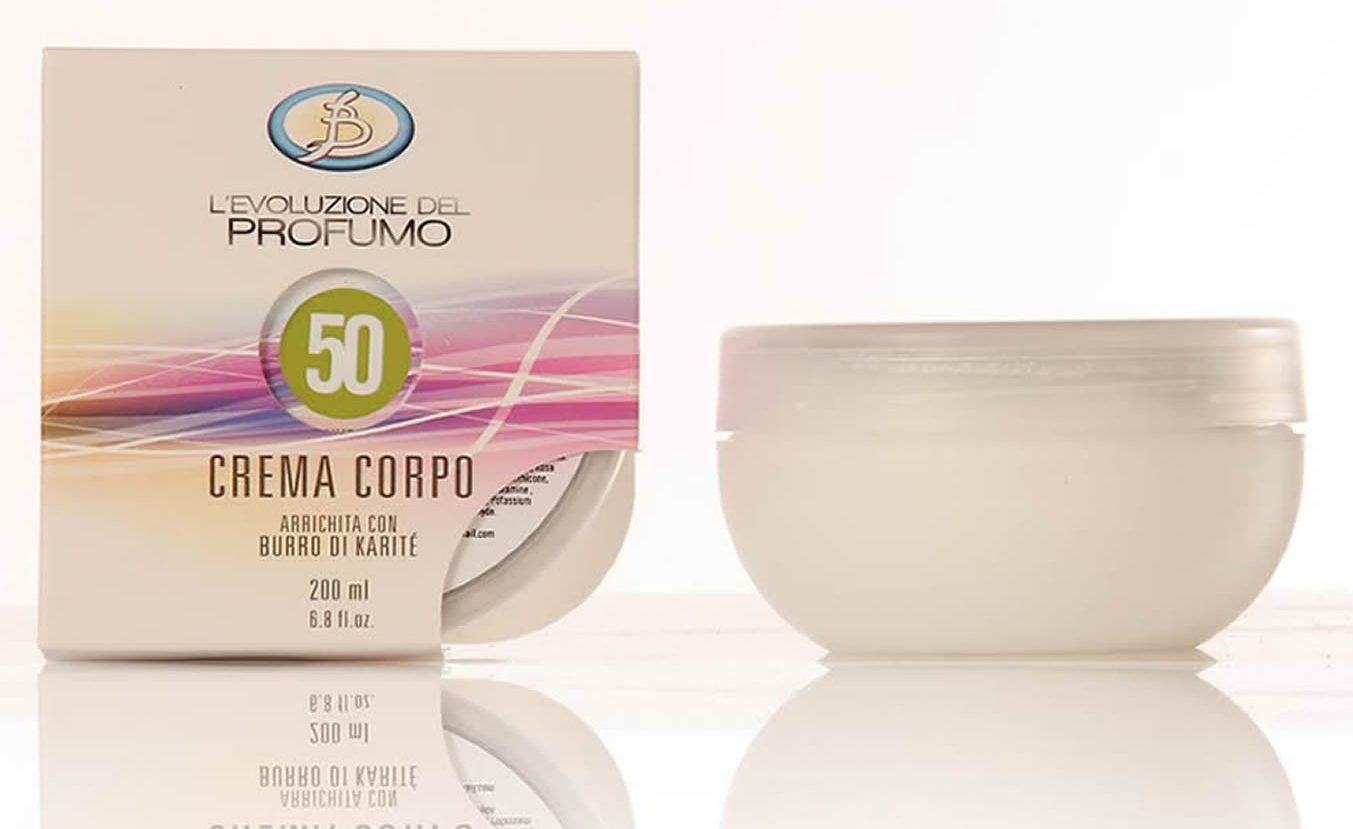 L'EVOLUZIONE DEL
PROFUMO
50
CREMA CORPO
ARRICHITA CON
BURRO DI KARITÉ
200 ml
6.8 fl.oz.